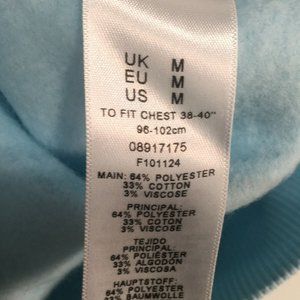 UK M
EU M
US M
TO FIT CHEST 38-40"
96-102cm
08917175
F101124
MAIN: 64% POLYESTER
33% COTTON
3% VISCOSE
PRINCIPAL:
64% POLYESTER
33% COTON
3% VISCOSE
TEJIDO
PRINCIPAL:
64% POLIÉSTER
33% ALGODÓN
3% VISCOSA
HAUPTSTOFF:
64% POLYESTER
33% BAUMWOLLE